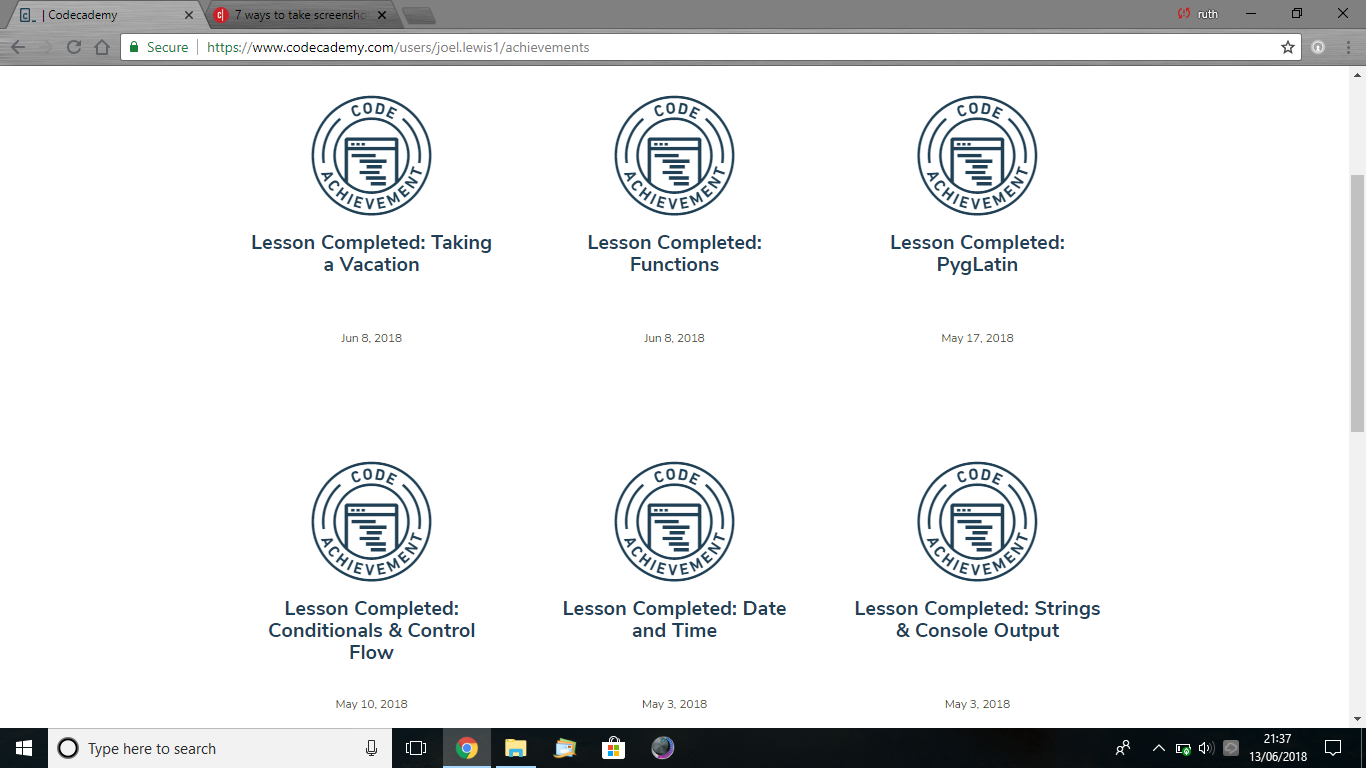 | Codecademy
7 ways to take screensho
ruth
Secure
https://www.codecademy.com/users/joel.lewis1/achievements
CODE ACHIEVEMENT
CODE ACHIEVEMENT
CODE ACHIEVEMENT
Lesson Completed: Taking
a Vacation
Lesson Completed:
Functions
Lesson Completed:
PygLatin
Jun 8, 2018
Jun 8, 2018
May 17, 2018
CODE ACHIEVEMENT
CODE ACHIEVEMENT
CODE ACHIEVEMENT
Lesson Completed:
Conditionals & Control
Flow
Lesson Completed: Date
and Time
Lesson Completed: Strings
& Console Output
May 10, 2018
May 3, 2018
May 3, 2018
Type here to search
21:37
13/06/2018